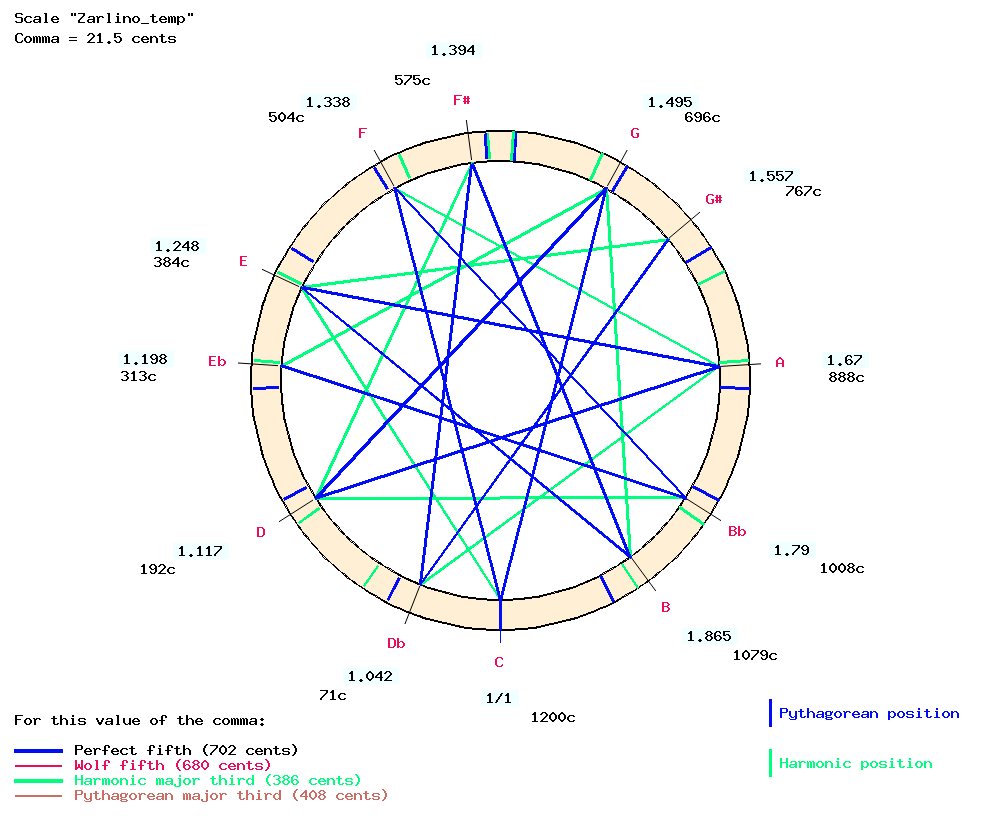 Scale "Zarlino_temp"
Comma = 21.5 cents
1.394
575c
F#
1.338
504c
F
1.495
696c
G
1.557
767c
G#
1.248
384c
E
1.198
313c
Eb
A
1.67
888c
D
1.117
192c
Bb
1.79
1008c
B
1.865
1079c
Db
1.042
71c
C
1/1
1200c
For this value of the comma:
Perfect fifth (702 cents)
Wolf fifth (680 cents)
Harmonic major third (386 cents)
Pythagorean major third (408 cents)
Pythagorean position
Harmonic position